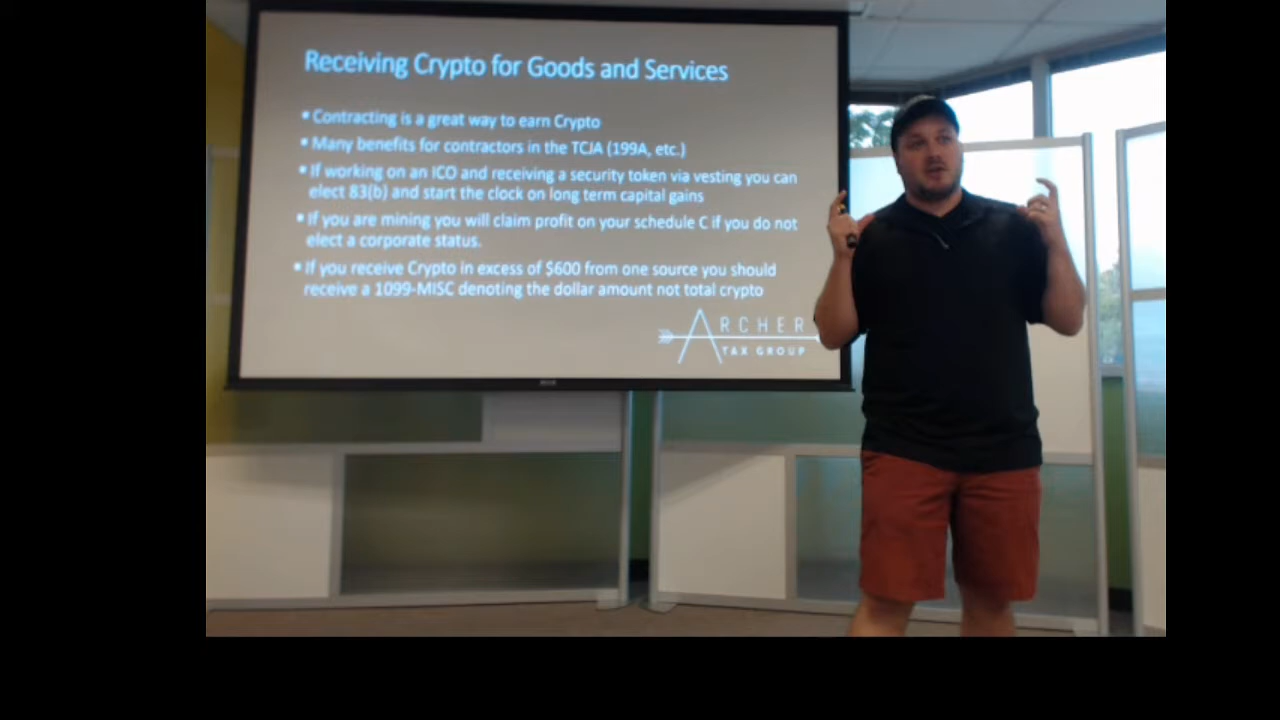 Receiving Crypto for Goods and Services
▪ Contracting is a great way to earn Crypto
▪ Many benefits for contractors in the TCJA (199A, etc.)
▪ If working on an ICO and receiving a security token via vesting you can
elect 83(b) and start the clock on long term capital gains
▪ If you are mining you will claim profit on your schedule C if you do not
elect a corporate status.
▪ If you receive Crypto in excess of $600 from one source you should
receive a 1099-MISC denoting the dollar amount not total crypto
ARCHER
TAX GROUP